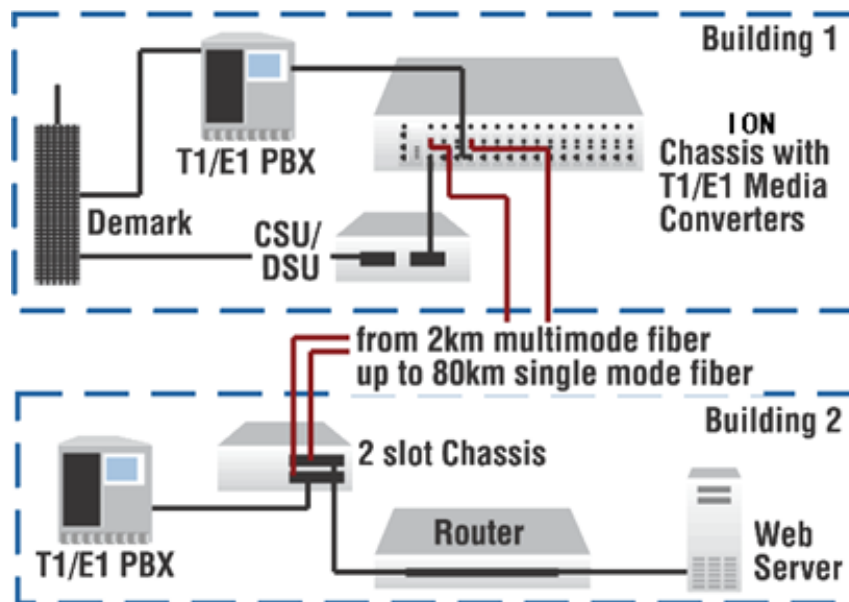 Building 1
T1/E1 PBX
I ON
Chassis with
T1/E1 Media
Converters
Demark
CSU/
DSU
from 2km multimode fiber
up to 80km single mode fiber
Building 2
2 slot Chassis
T1/E1 PBX
Router
Web
Server